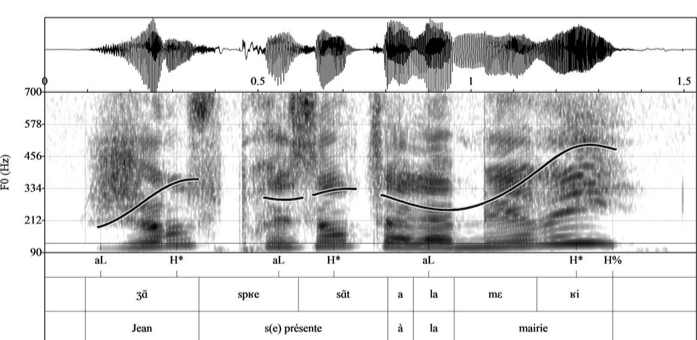 0 0.5 1 1.5
700
578
456
334
212
90
F0 (Hz)
aL H* aL H* aL H* H%
ʒɑ̃ spʁe sɑ̃t a la mɛ ʁi
Jean s(e) présente à la mairie